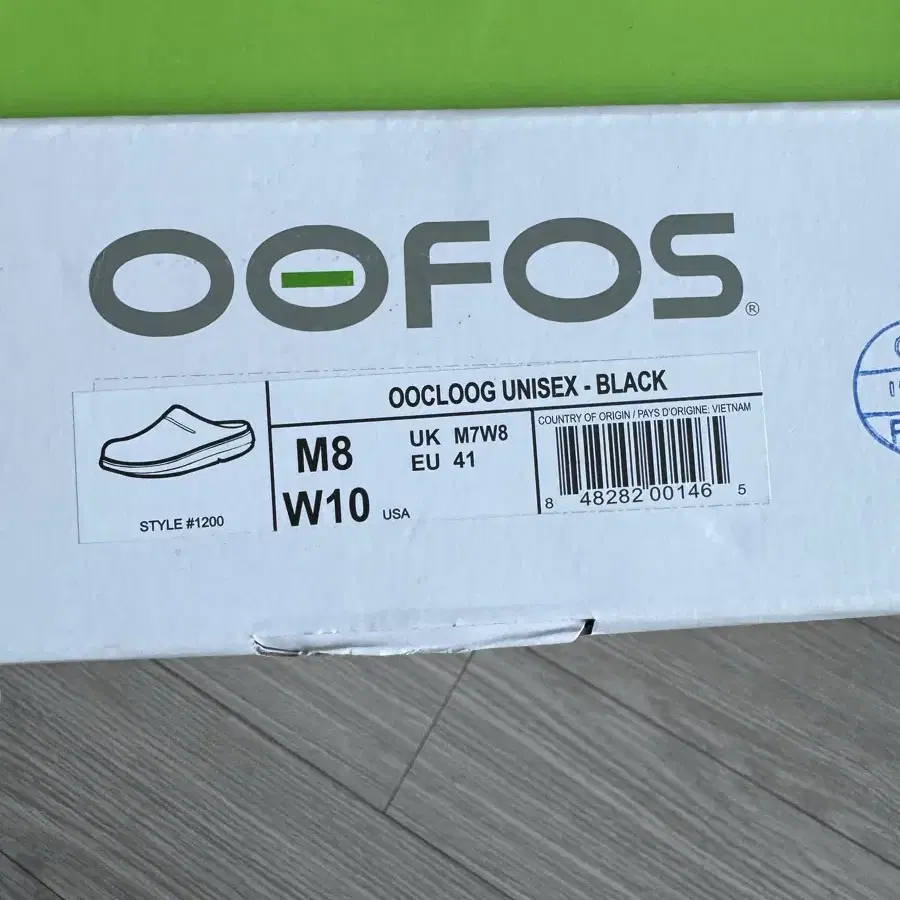 OOFOS®
OOCLOOG UNISEX - BLACK
STYLE #1200
M8
W10 USA
UK M7W8
EU 41
COUNTRY OF ORIGIN / PAYS D'ORIGINE: VIETNAM
8 48282 00146 5